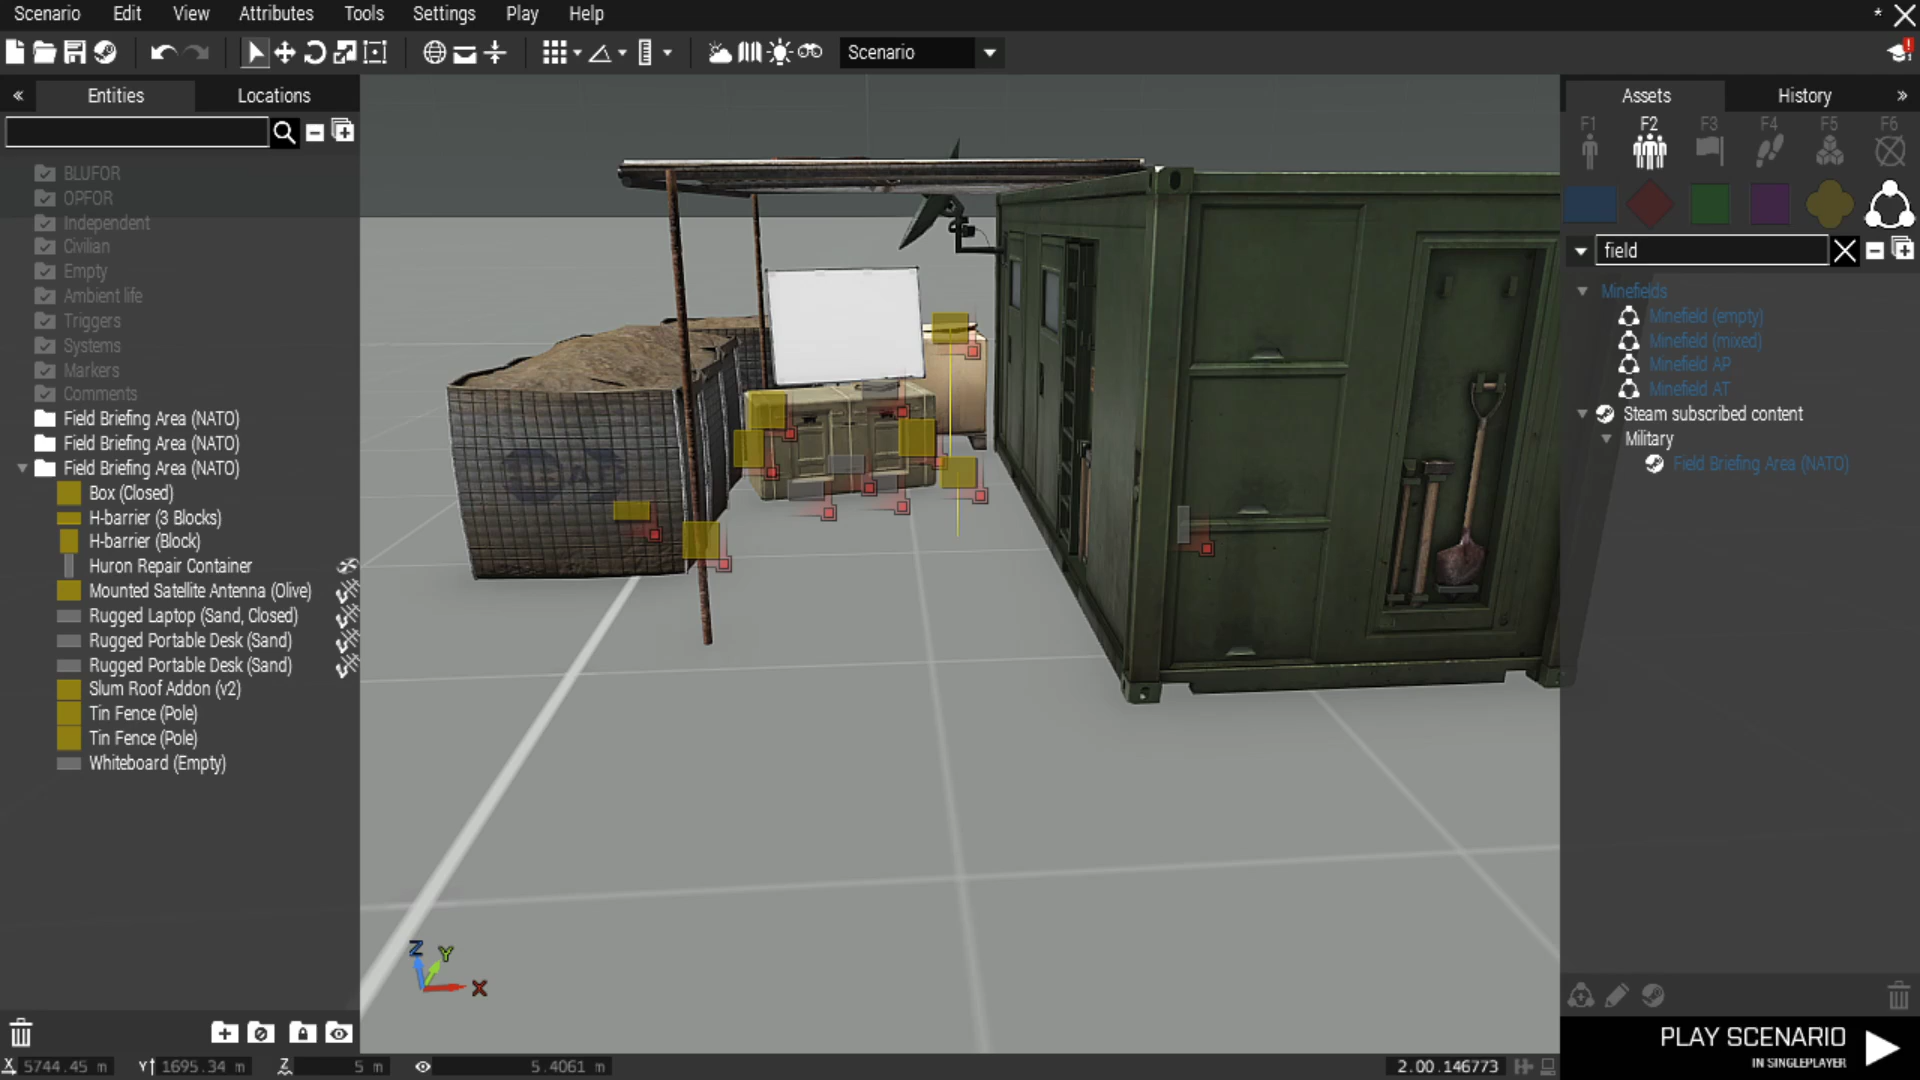 Scenario Edit View Attributes Tools Settings Play Help *
Scenario
Entities Locations
BLUFOR
OPFOR
Independent
Civilian
Empty
Ambient life
Triggers
Systems
Markers
Comments
Field Briefing Area (NATO)
Field Briefing Area (NATO)
Field Briefing Area (NATO)
Box (Closed)
H-barrier (3 Blocks)
H-barrier (Block)
Huron Repair Container
Mounted Satellite Antenna (Olive)
Rugged Laptop (Sand, Closed)
Rugged Portable Desk (Sand)
Rugged Portable Desk (Sand)
Slum Roof Addon (v2)
Tin Fence (Pole)
Tin Fence (Pole)
Whiteboard (Empty)
Z Y X
Assets History
F1 F2 F3 F4 F5 F6
field
Minefields
Minefield (empty)
Minefield (mixed)
Minefield AP
Minefield AT
Steam subscribed content
Military
Field Briefing Area (NATO)
PLAY SCENARIO
IN SINGLEPLAYER
X 5744.45 m Y 1695.34 m Z 5 m 5.4061 m 2.00.146773